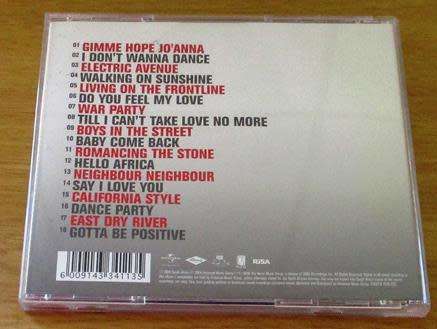 01 GIMME HOPE JO'ANNA
02 I DON'T WANNA DANCE
03 ELECTRIC AVENUE
04 WALKING ON SUNSHINE
05 LIVING ON THE FRONTLINE
06 DO YOU FEEL MY LOVE
07 WAR PARTY
08 TILL I CAN'T TAKE LOVE NO MORE
09 BOYS IN THE STREET
10 BABY COME BACK
11 ROMANCING THE STONE
12 HELLO AFRICA
13 NEIGHBOUR NEIGHBOUR
14 SAY I LOVE YOU
15 CALIFORNIA STYLE
16 DANCE PARTY
17 EAST DRY RIVER
18 GOTTA BE POSITIVE
6 009143 341135
RiSA